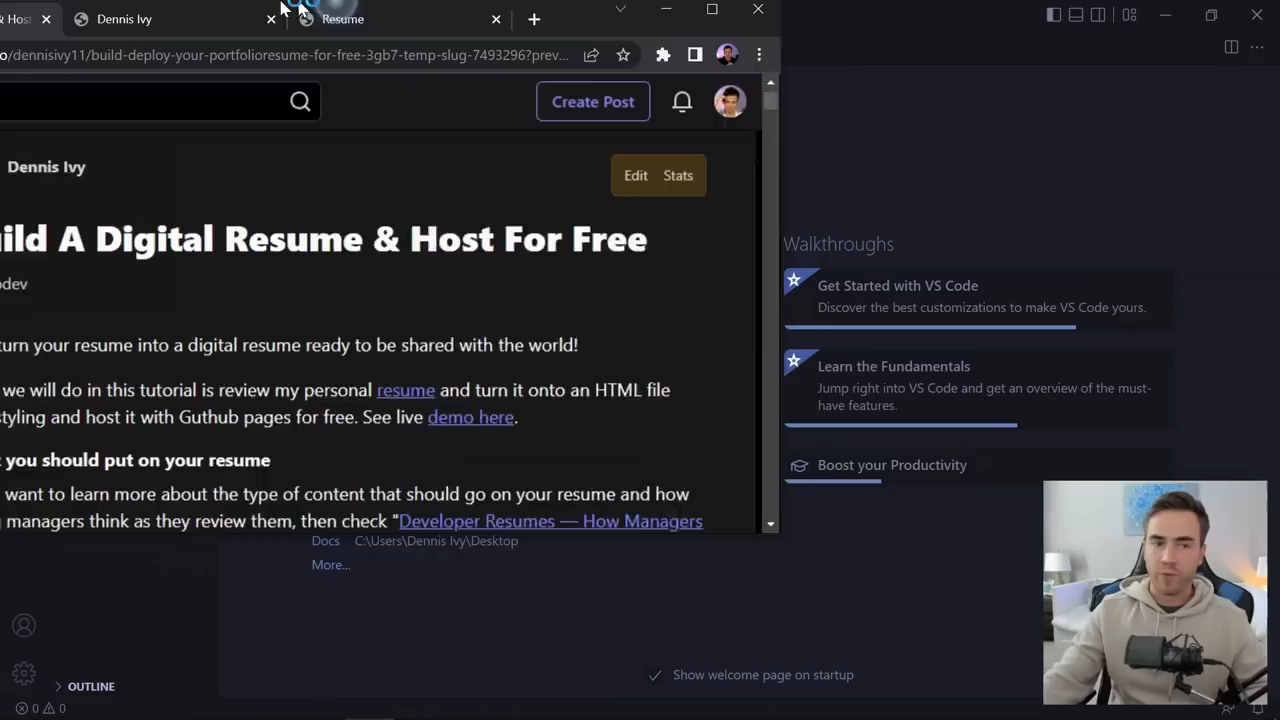 & Host
Dennis Ivy
Resume
o/dennisivy11/build-deploy-your-portfolioresume-for-free-3gb7-temp-slug-7493296?prev...
Create Post
Dennis Ivy
Edit Stats
ild A Digital Resume & Host For Free
odev
turn your resume into a digital resume ready to be shared with the world!
we will do in this tutorial is review my personal resume and turn it onto an HTML file
styling and host it with Guthub pages for free. See live demo here.
you should put on your resume
want to learn more about the type of content that should go on your resume and how
managers think as they review them, then check "Developer Resumes — How Managers
Walkthroughs
Get Started with VS Code
Discover the best customizations to make VS Code yours.
Learn the Fundamentals
Jump right into VS Code and get an overview of the must-
have features.
Boost your Productivity
Docs C:\Users\Dennis Ivy\Desktop
More...
Show welcome page on startup
OUTLINE
0 0